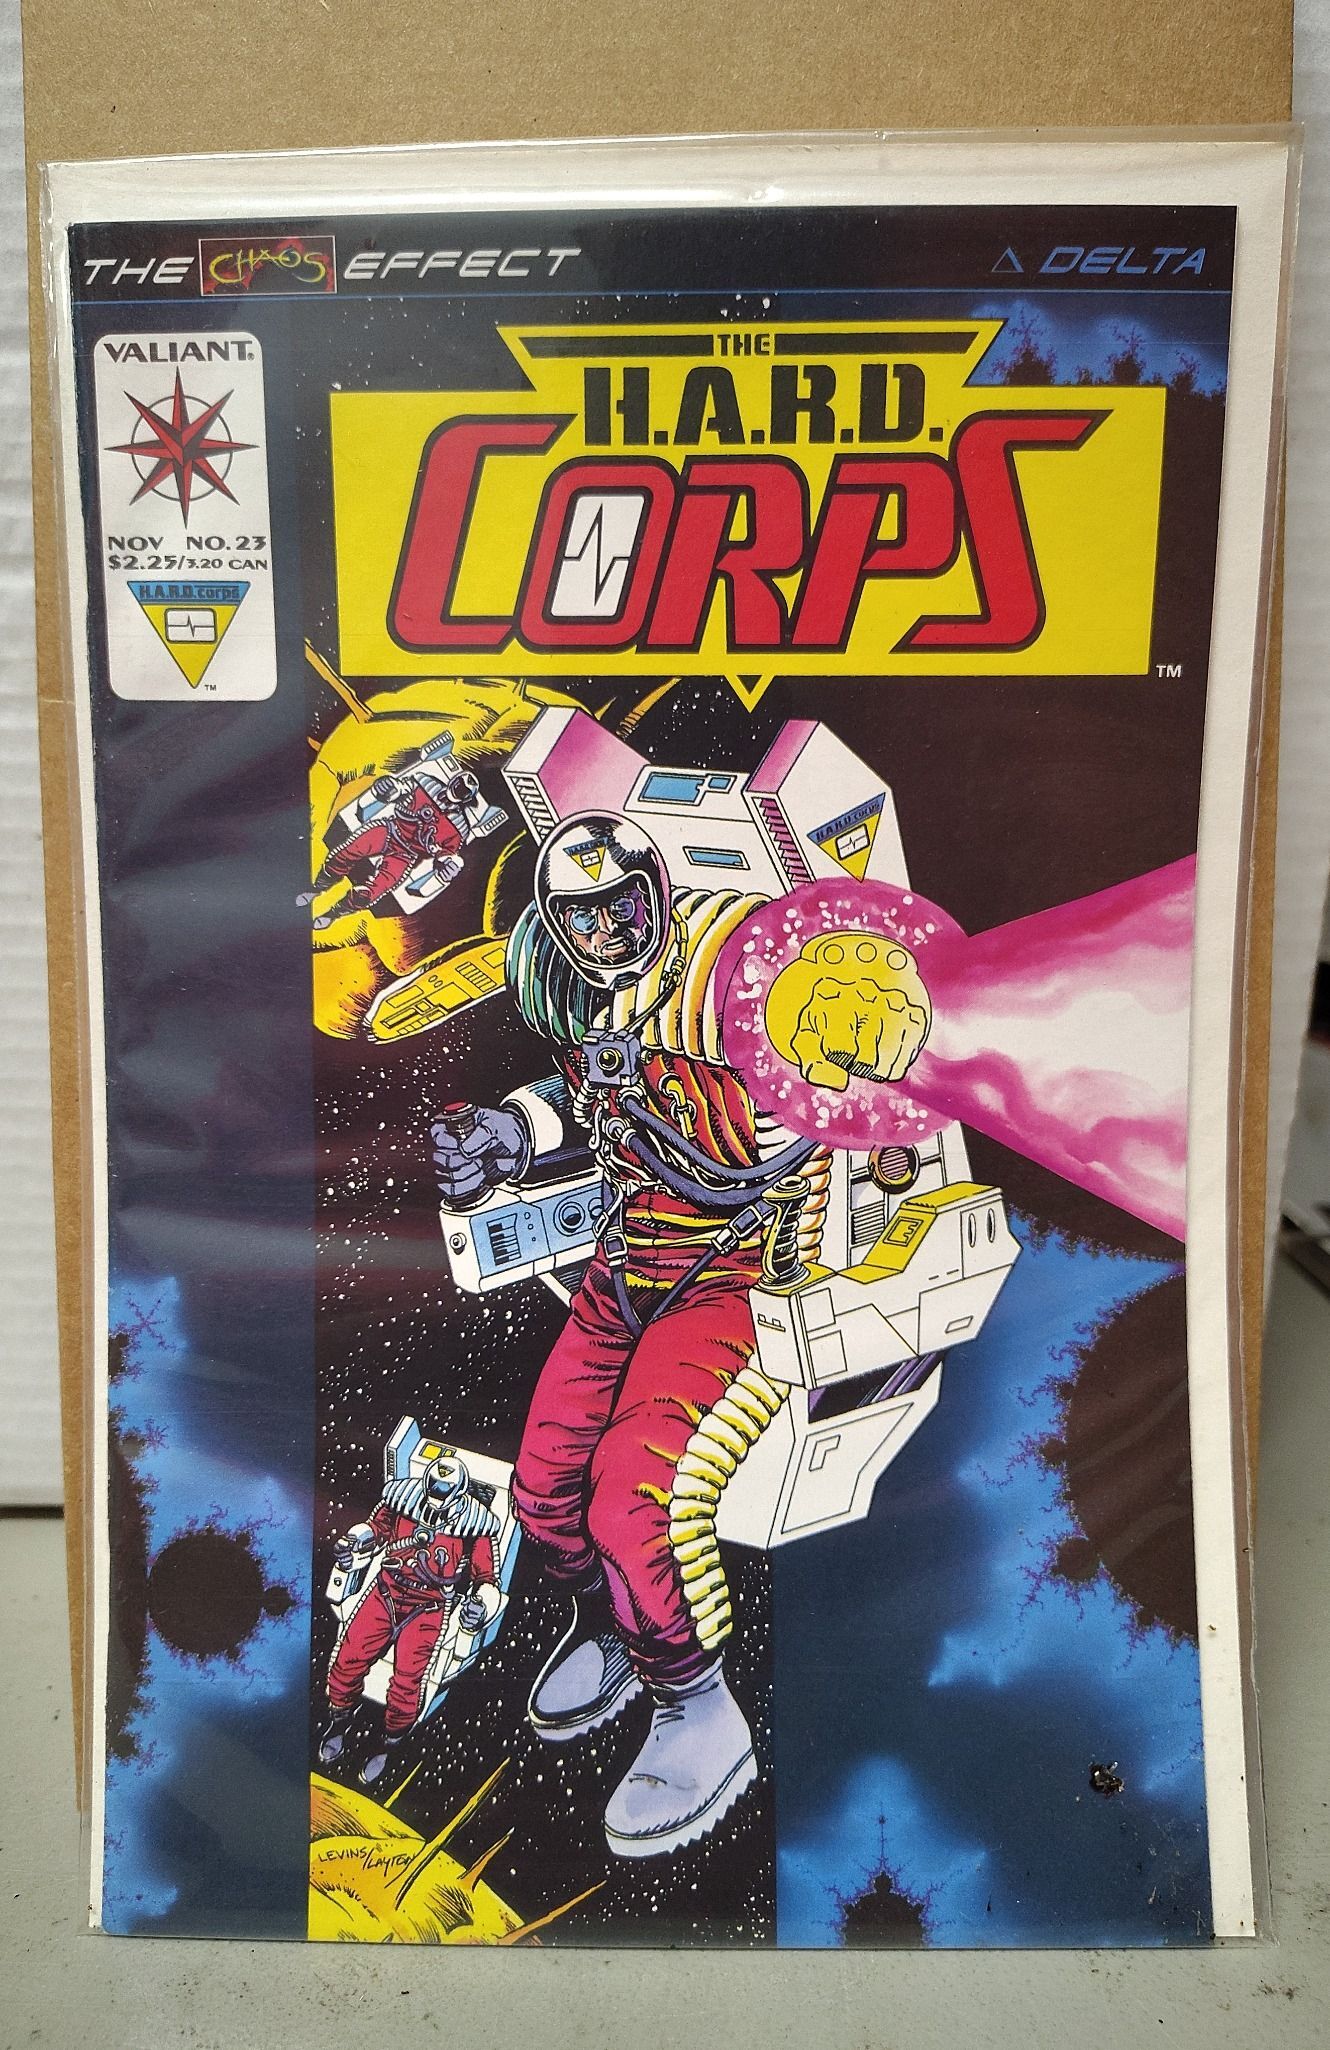 THE CHAOS EFFECT
Δ DELTA
VALIANT®
NOV NO. 23
$2.25/3.20 CAN
H.A.R.D. corps
TM
THE
H.A.R.D.
CORPS
TM
H.A.R.D. corps
LEVINS/LAYTON